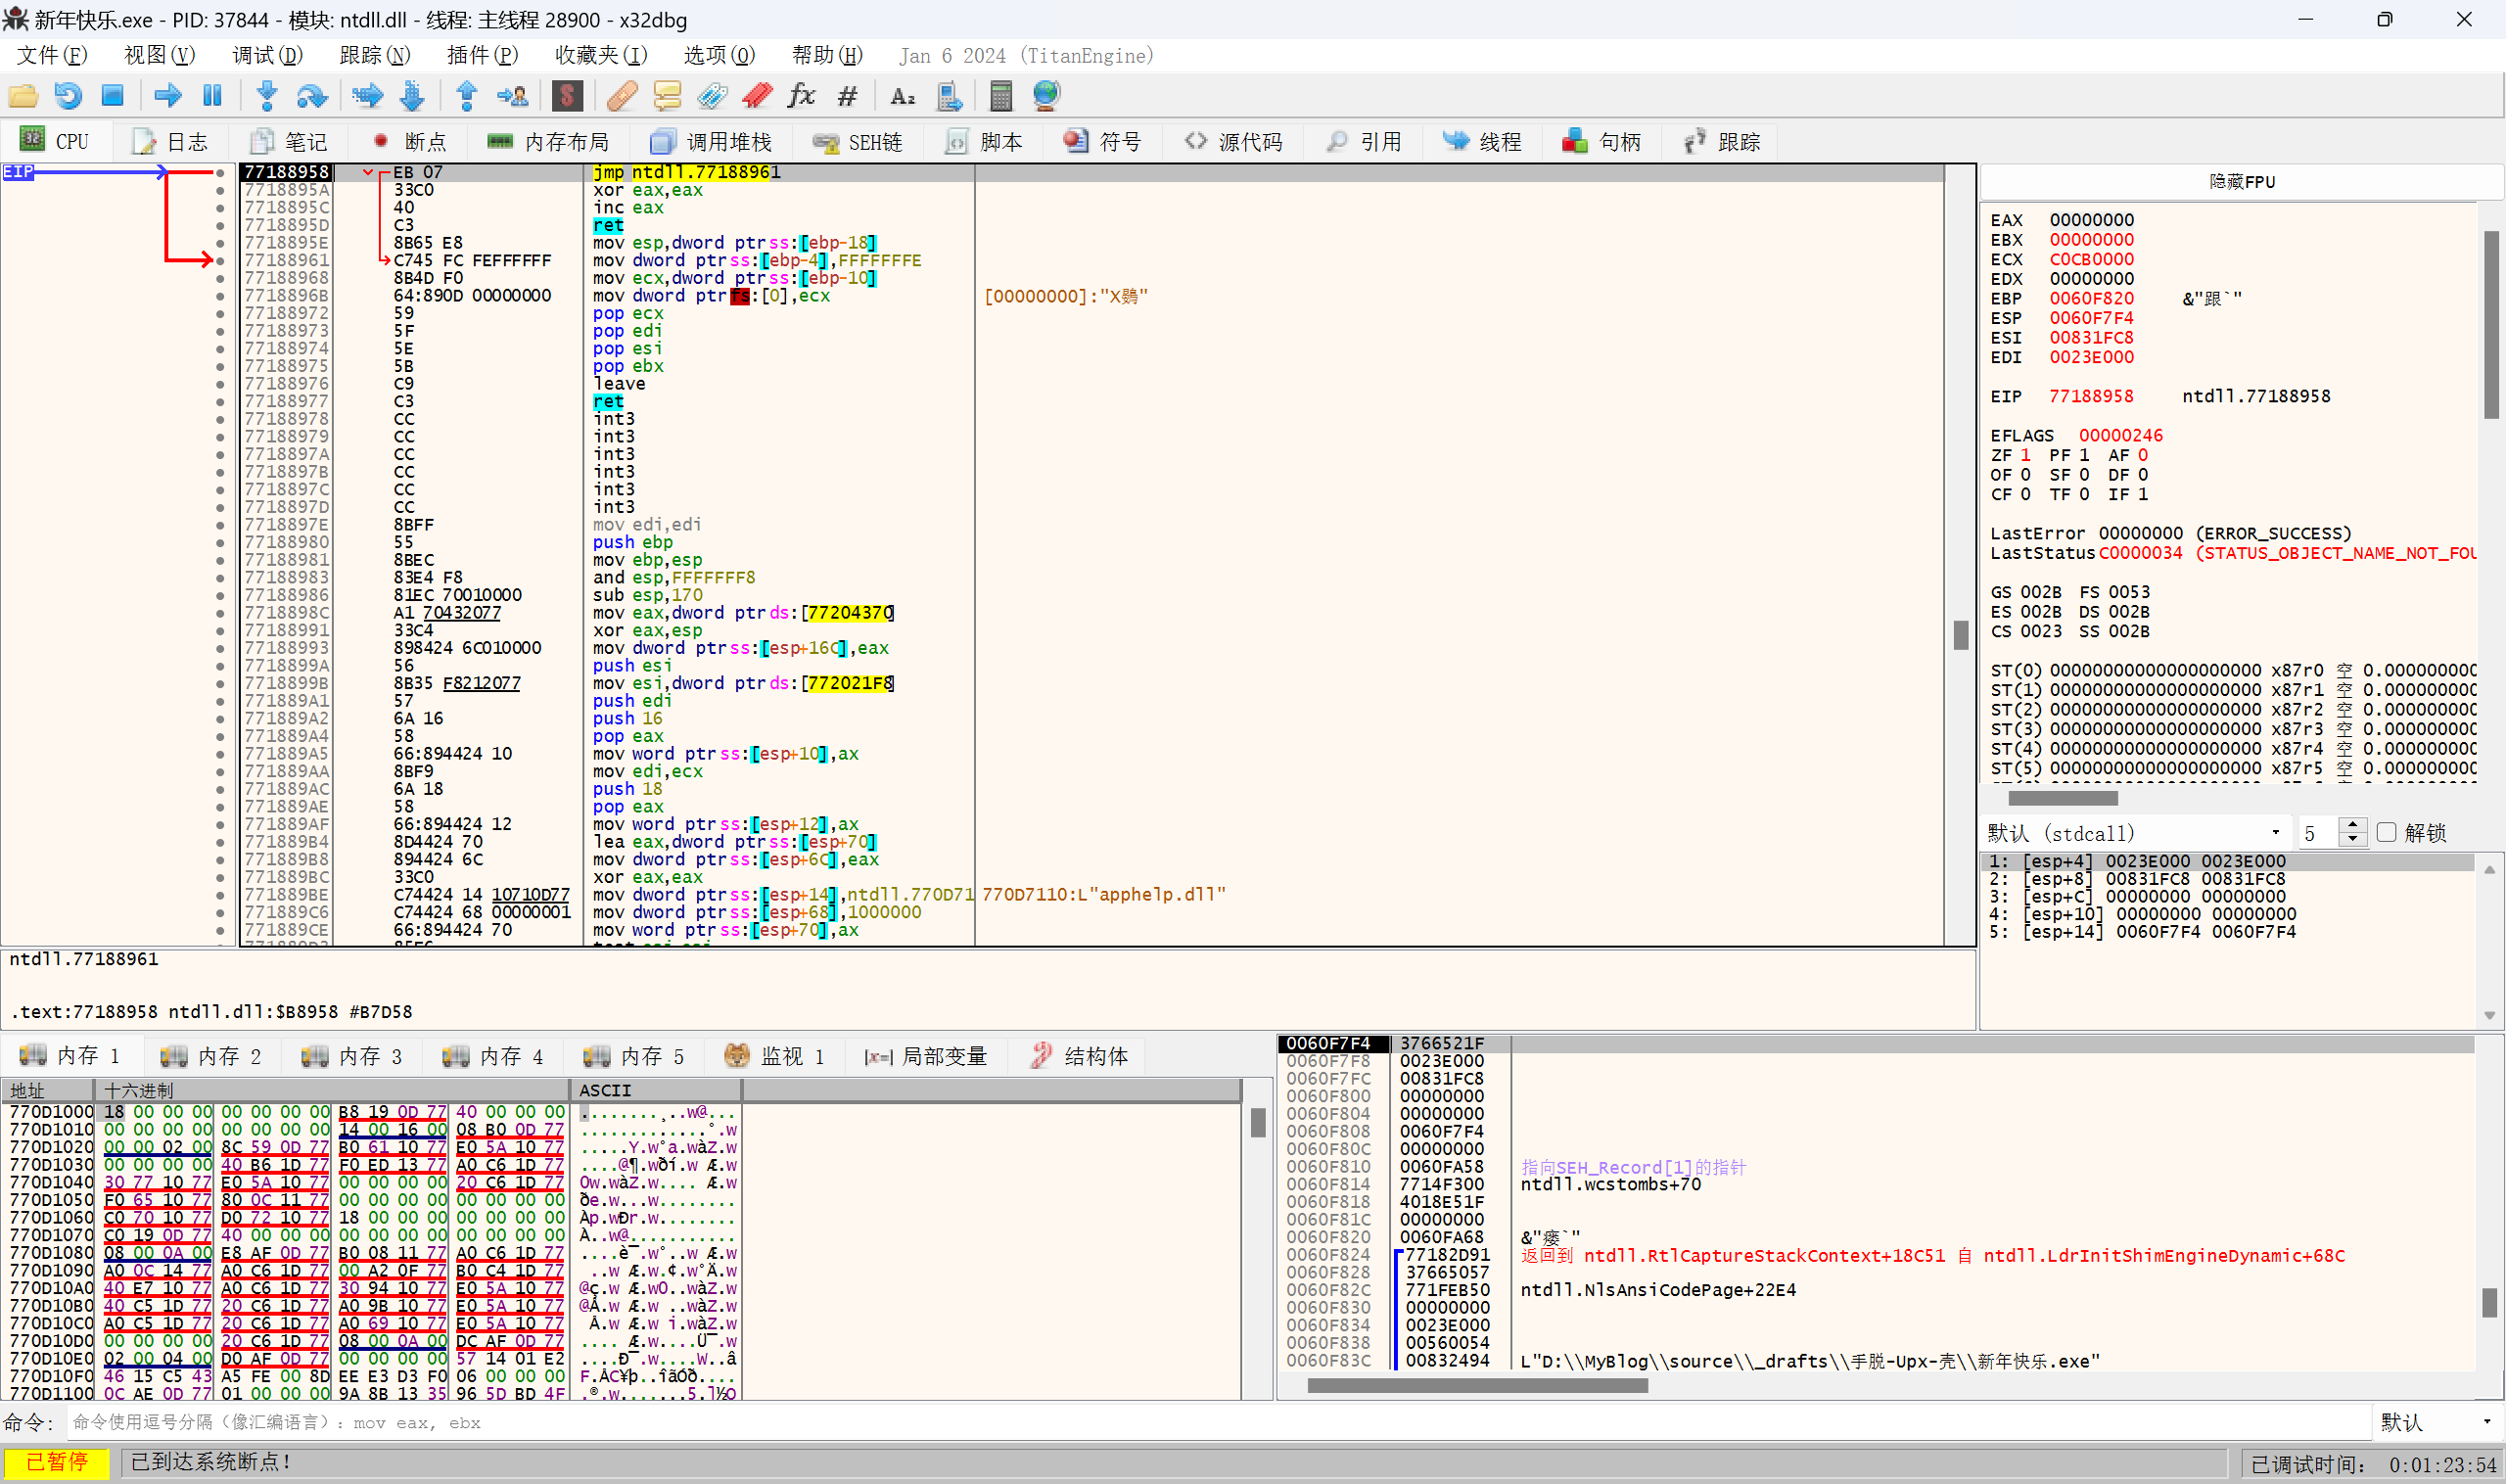 新年快乐.exe - PID: 37844 - 模块: ntdll.dll - 线程: 主线程 28900 - x32dbg
文件(F) 视图(V) 调试(D) 跟踪(N) 插件(P) 收藏夹(I) 选项(O) 帮助(H) Jan 6 2024 (TitanEngine)
CPU 日志 笔记 断点 内存布局 调用堆栈 SEH链 脚本 符号 源代码 引用 线程 句柄 跟踪
EIP
77188958 EB 07 jmp ntdll.77188961
7718895A 33C0 xor eax,eax
7718895C 40 inc eax
7718895D C3 ret
7718895E 8B65 E8 mov esp,dword ptr ss:[ebp-18]
77188961 C745 FC FEFFFFFF mov dword ptr ss:[ebp-4],FFFFFFFE
77188968 8B4D F0 mov ecx,dword ptr ss:[ebp-10]
7718896B 64:890D 00000000 mov dword ptr fs:[0],ecx
77188972 59 pop ecx
77188973 5F pop edi
77188974 5E pop esi
77188975 5B pop ebx
77188976 C9 leave
77188977 C3 ret
77188978 CC int3
77188979 CC int3
7718897A CC int3
7718897B CC int3
7718897C CC int3
7718897D CC int3
7718897E 8BFF mov edi,edi
77188980 55 push ebp
77188981 8BEC mov ebp,esp
77188983 83E4 F8 and esp,FFFFFFF8
77188986 81EC 70010000 sub esp,170
7718898C A1 70432077 mov eax,dword ptr ds:[77204370]
77188991 33C4 xor eax,esp
77188993 898424 6C010000 mov dword ptr ss:[esp+16C],eax
7718899A 56 push esi
7718899B 8B35 F8212077 mov esi,dword ptr ds:[772021F8]
771889A1 57 push edi
771889A2 6A 16 push 16
771889A4 58 pop eax
771889A5 66:894424 10 mov word ptr ss:[esp+10],ax
771889AA 8BF9 mov edi,ecx
771889AC 6A 18 push 18
771889AE 58 pop eax
771889AF 66:894424 12 mov word ptr ss:[esp+12],ax
771889B4 8D4424 70 lea eax,dword ptr ss:[esp+70]
771889B8 894424 6C mov dword ptr ss:[esp+6C],eax
771889BC 33C0 xor eax,eax
771889BE C74424 14 10710D77 mov dword ptr ss:[esp+14],ntdll.770D71 770D7110:L"apphelp.dll"
771889C6 C74424 68 00000001 mov dword ptr ss:[esp+68],1000000
771889CE 66:894424 70 mov word ptr ss:[esp+70],ax
隐藏FPU
EAX 00000000
EBX 00000000
ECX C0CB0000
EDX 00000000
EBP 0060F820 &"跟`"
ESP 0060F7F4
ESI 00831FC8
EDI 0023E000
EIP 77188958 ntdll.77188958
EFLAGS 00000246
ZF 1 PF 1 AF 0
OF 0 SF 0 DF 0
CF 0 TF 0 IF 1
LastError 00000000 (ERROR_SUCCESS)
LastStatus C0000034 (STATUS_OBJECT_NAME_NOT_FOU
GS 002B FS 0053
ES 002B DS 002B
CS 0023 SS 002B
ST(0) 00000000000000000000 x87r0 空 0.000000000
ST(1) 00000000000000000000 x87r1 空 0.000000000
ST(2) 00000000000000000000 x87r2 空 0.000000000
ST(3) 00000000000000000000 x87r3 空 0.000000000
ST(4) 00000000000000000000 x87r4 空 0.000000000
ST(5) 00000000000000000000 x87r5 空 0.000000000
默认 (stdcall) 5 解锁
1: [esp+4] 0023E000 0023E000
2: [esp+8] 00831FC8 00831FC8
3: [esp+C] 00000000 00000000
4: [esp+10] 00000000 00000000
5: [esp+14] 0060F7F4 0060F7F4
ntdll.77188961
.text:77188958 ntdll.dll:$B8958 #B7D58
内存 1 内存 2 内存 3 内存 4 内存 5 监视 1 局部变量 结构体
地址 十六进制 ASCII
770D1000 18 00 00 00 00 00 00 00 B8 19 0D 77 40 00 00 00
770D1010 00 00 00 00 00 00 00 00 14 00 16 00 08 B0 0D 77
770D1020 00 00 02 00 8C 59 0D 77 B0 61 10 77 E0 5A 10 77
770D1030 00 00 00 00 40 B6 1D 77 F0 ED 13 77 A0 C6 1D 77
770D1040 30 77 10 77 E0 5A 10 77 00 00 00 00 20 C6 1D 77
770D1050 F0 65 10 77 80 0C 11 77 00 00 00 00 00 00 00 00
770D1060 C0 70 10 77 D0 72 10 77 18 00 00 00 00 00 00 00
770D1070 C0 19 0D 77 40 00 00 00 00 00 00 00 00 00 00 00
770D1080 08 00 0A 00 E8 AF 0D 77 B0 08 11 77 A0 C6 1D 77
770D1090 A0 0C 14 77 A0 C6 1D 77 00 A2 0F 77 B0 C4 1D 77
770D10A0 40 E7 10 77 A0 C6 1D 77 30 94 10 77 E0 5A 10 77
770D10B0 40 C5 1D 77 20 C6 1D 77 A0 9B 10 77 E0 5A 10 77
770D10C0 A0 C5 1D 77 20 C6 1D 77 A0 69 10 77 E0 5A 10 77
770D10D0 00 00 00 00 20 C6 1D 77 08 00 0A 00 DC AF 0D 77
770D10E0 02 00 04 00 D0 AF 0D 77 00 00 00 00 57 14 01 E2
770D10F0 46 15 C5 43 A5 FE 00 8D EE E3 D3 F0 06 00 00 00
770D1100 0C AE 0D 77 01 00 00 00 9A 8B 13 35 96 5D BD 4F
0060F7F4 3766521F
0060F7F8 0023E000
0060F7FC 00831FC8
0060F800 00000000
0060F804 00000000
0060F808 0060F7F4
0060F80C 00000000
0060F810 0060FA58 指向SEH_Record[1]的指针
0060F814 7714F300 ntdll.wcstombs+70
0060F818 4018E51F
0060F81C 00000000
0060F820 0060FA68
0060F824 77182D91 返回到 ntdll.RtlCaptureStackContext+18C51 自 ntdll.LdrInitShimEngineDynamic+68C
0060F828 37665057
0060F82C 771FEB50 ntdll.NlsAnsiCodePage+22E4
0060F830 00000000
0060F834 0023E000
0060F838 00560054
0060F83C 00832494 L"D:\\MyBlog\\source\\_drafts\\手脱-Upx-壳\\新年快乐.exe"
命令: 命令使用逗号分隔（像汇编语言）: mov eax, ebx 默认
已暂停 已到达系统断点! 已调试时间: 0:01:23:54